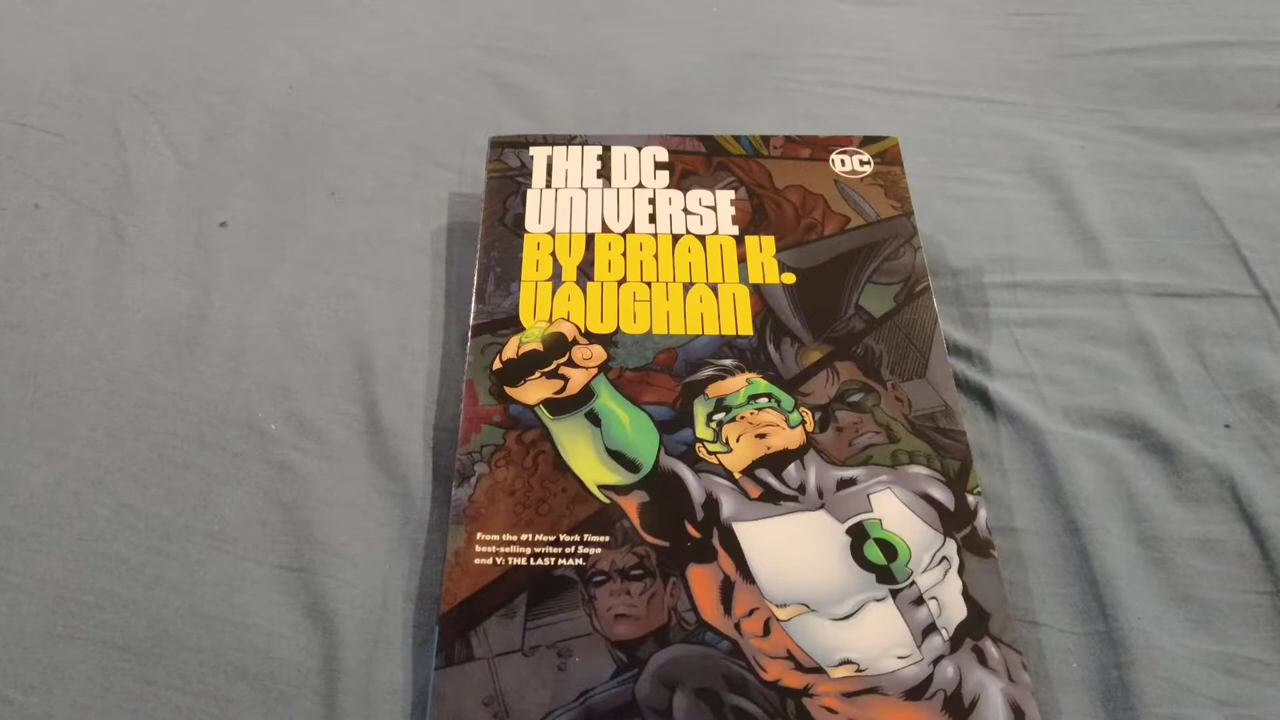 THE DC
UNIVERSE
BY BRIAN K.
VAUGHAN
DC
From the #1 New York Times
best-selling writer of Saga
and Y: THE LAST MAN.